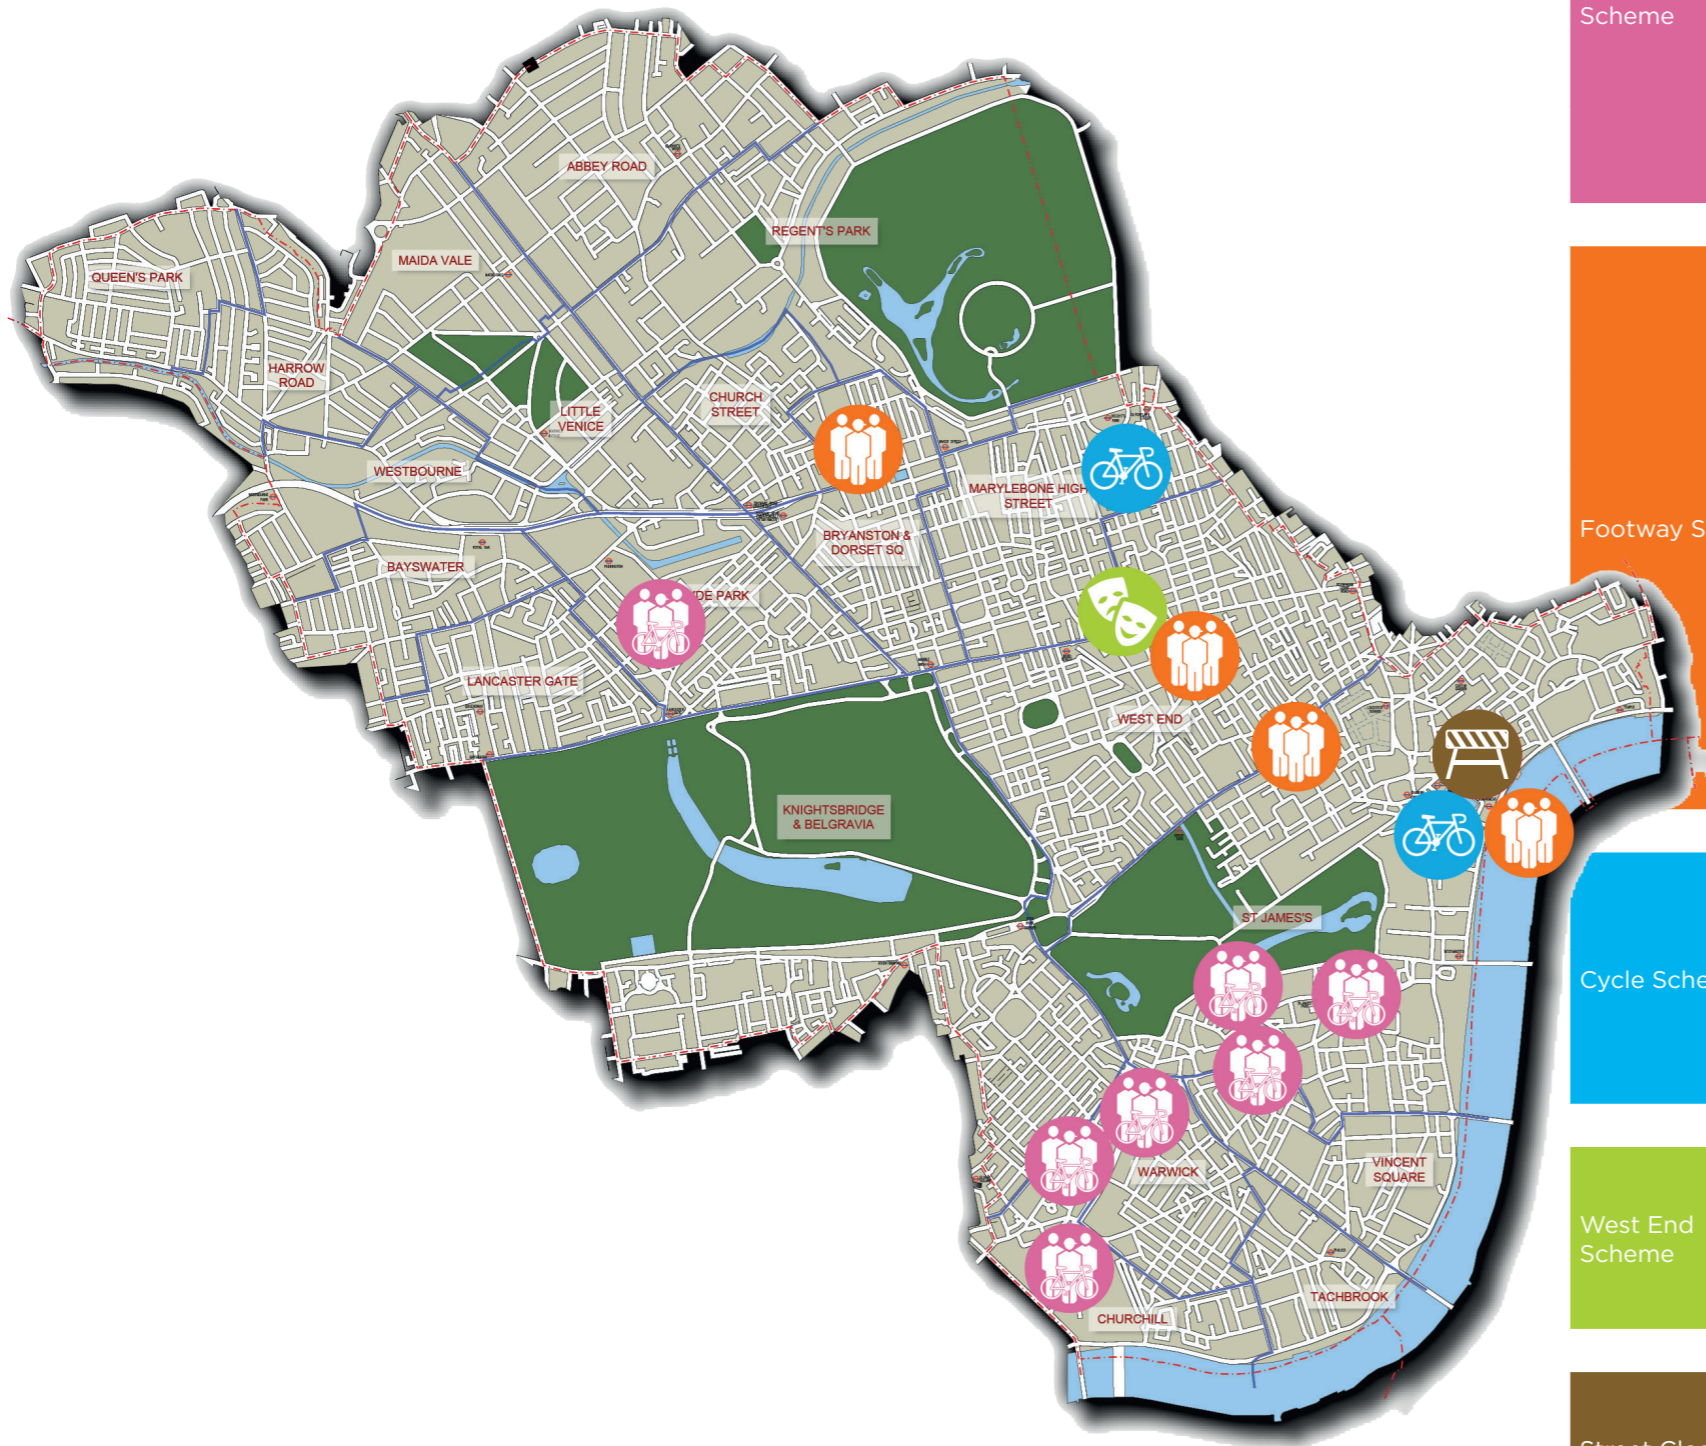 Scheme
ABBEY ROAD
REGENT'S PARK
MAIDA VALE
QUEEN'S PARK
HARROW
ROAD
CHURCH
STREET
LITTLE
VENICE
WESTBOURNE
MARYLEBONE HIGH
STREET
BRYANSTON &
DORSET SQ
Footway S
BAYSWATER
DE PARK
LANCASTER GATE
WEST END
KNIGHTSBRIDGE
& BELGRAVIA
ST JAMES'S
Cycle Sche
WARWICK
VINCENT
SQUARE
West End
Scheme
TACHBROOK
CHURCHILL